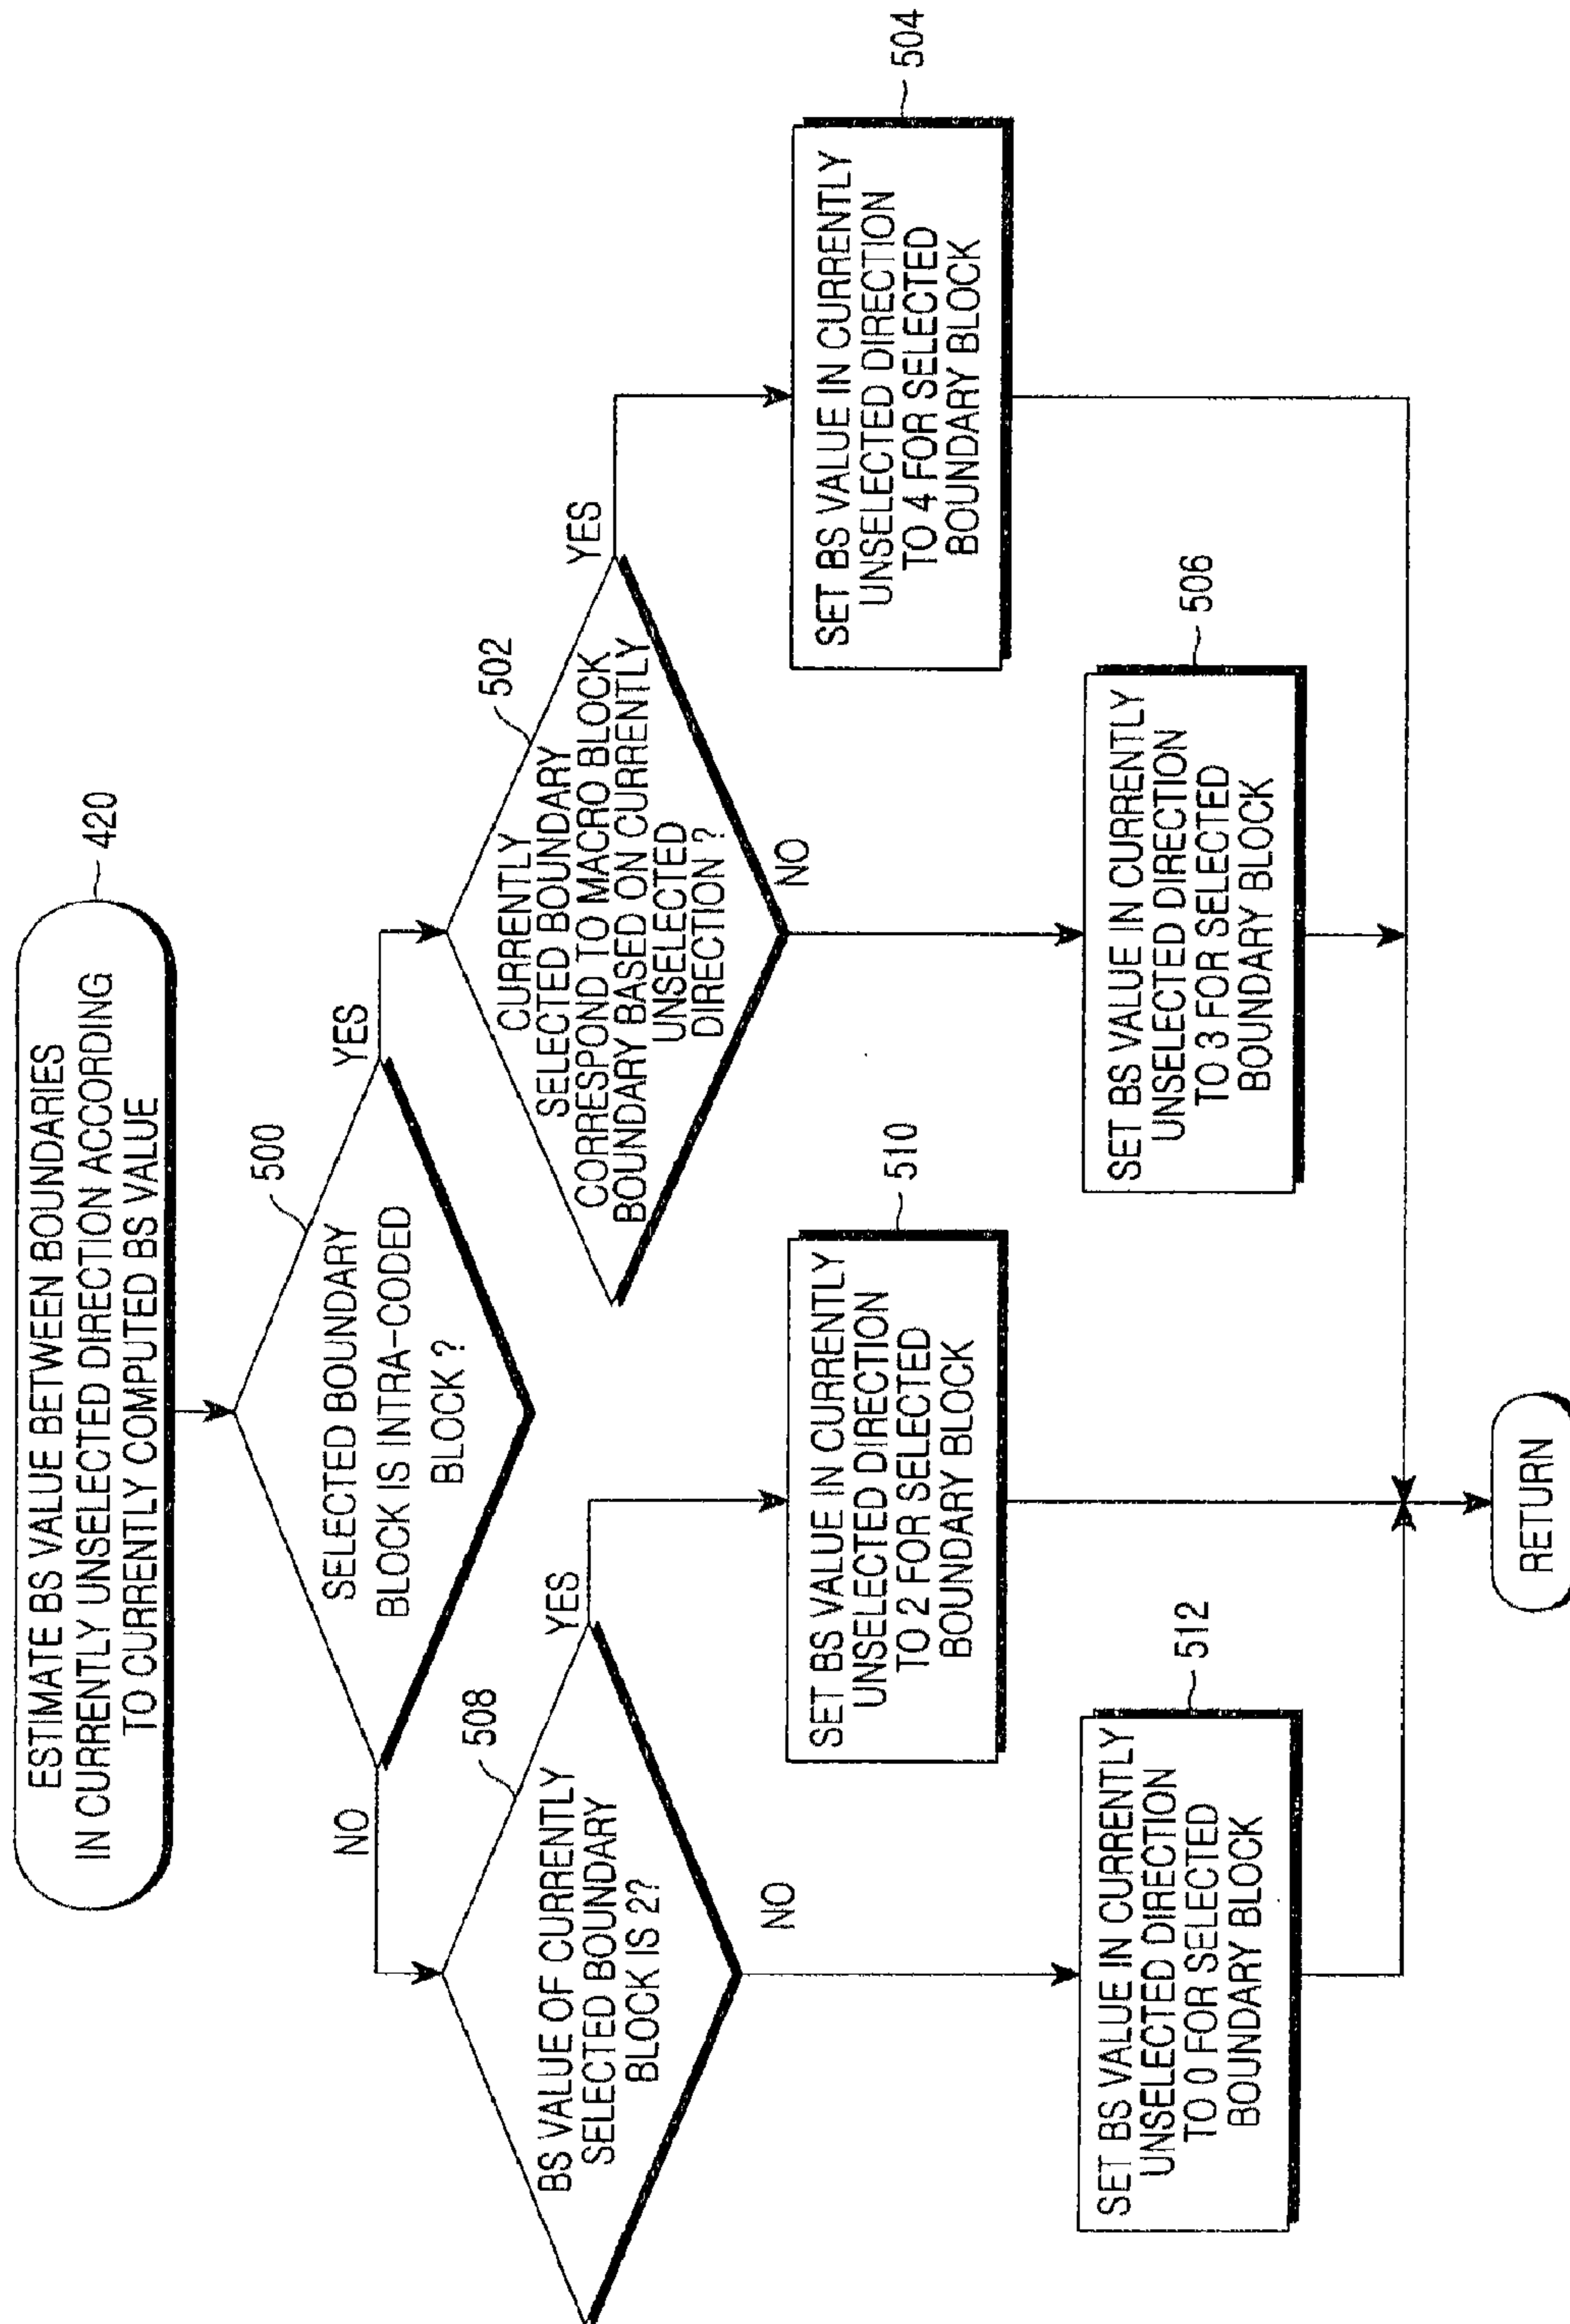 ESTIMATE BS VALUE BETWEEN BOUNDARIES
IN CURRENTLY UNSELECTED DIRECTION ACCORDING
TO CURRENTLY COMPUTED BS VALUE
420
500
SELECTED BOUNDARY
BLOCK IS INTRA-CODED
BLOCK ?
NO
YES
508
BS VALUE OF CURRENTLY
SELECTED BOUNDARY
BLOCK IS 2?
YES
NO
502
CURRENTLY
SELECTED BOUNDARY
CORRESPOND TO MACRO BLOCK
BOUNDARY BASED ON CURRENTLY
UNSELECTED
DIRECTION ?
YES
NO
510
SET BS VALUE IN CURRENTLY
UNSELECTED DIRECTION
TO 2 FOR SELECTED
BOUNDARY BLOCK
504
SET BS VALUE IN CURRENTLY
UNSELECTED DIRECTION
TO 4 FOR SELECTED
BOUNDARY BLOCK
512
SET BS VALUE IN CURRENTLY
UNSELECTED DIRECTION
TO 0 FOR SELECTED
BOUNDARY BLOCK
506
SET BS VALUE IN CURRENTLY
UNSELECTED DIRECTION
TO 3 FOR SELECTED
BOUNDARY BLOCK
RETURN